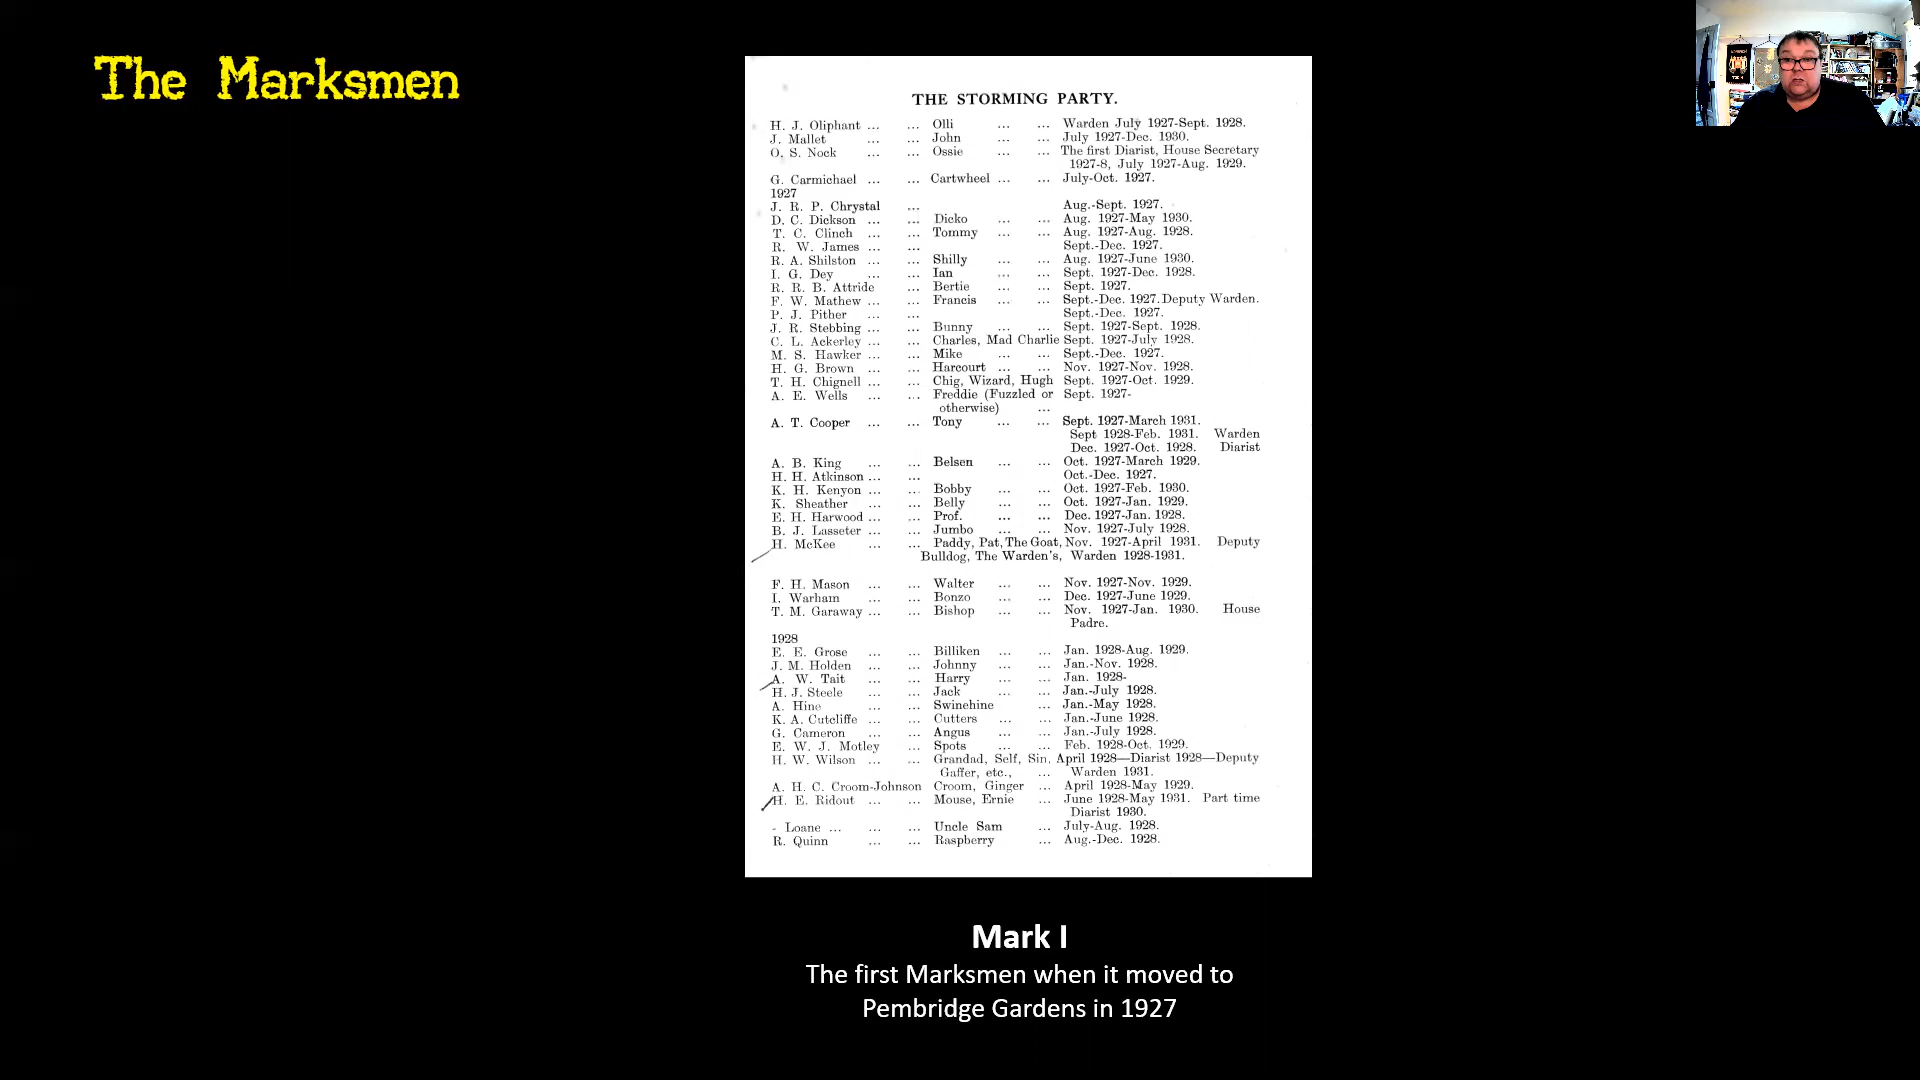 The Marksmen
THE STORMING PARTY.
H. J. Oliphant ... ... Olli ... ... Warden July 1927-Sept. 1928.
J. Mallet ... ... John ... ... July 1927-Dec. 1930.
O. S. Nock ... ... Ossie ... ... The first Diarist, House Secretary
1927-8, July 1927-Aug. 1929.
G. Carmichael ... ... Cartwheel ... ... July-Oct. 1927.
1927
J. R. P. Chrystal ... Aug.-Sept. 1927.
D. C. Dickson ... ... Dicko ... ... Aug. 1927-May 1930.
T. C. Clinch ... ... Tommy ... ... Aug. 1927-Aug. 1928.
R. W. James ... ... Sept.-Dec. 1927.
R. A. Shilston ... ... Shilly ... ... Aug. 1927-June 1930.
I. G. Dey ... ... Ian ... ... Sept. 1927-Dec. 1928.
R. R. B. Attride ... Bertie ... ... Sept. 1927.
F. W. Mathew ... ... Francis ... ... Sept.-Dec. 1927. Deputy Warden.
P. J. Pither ... ... Sept.-Dec. 1927.
J. R. Stebbing ... ... Bunny ... ... Sept. 1927-Sept. 1928.
C. L. Ackerley ... ... Charles, Mad Charlie Sept. 1927-July 1928.
M. S. Hawker ... ... Mike ... ... Sept.-Dec. 1927.
H. G. Brown ... ... Harcourt ... ... Nov. 1927-Nov. 1928.
T. H. Chignell ... ... Chig, Wizard, Hugh Sept. 1927-Oct. 1929.
A. E. Wells ... ... Freddie (Fuzzled or Sept. 1927-
otherwise) ...
A. T. Cooper ... ... Tony ... ... Sept. 1927-March 1931.
Sept 1928-Feb. 1931. Warden
Dec. 1927-Oct. 1928. Diarist
A. B. King ... ... Belsen ... ... Oct. 1927-March 1929.
H. H. Atkinson ... ... Oct.-Dec. 1927.
K. H. Kenyon ... ... Bobby ... ... Oct. 1927-Feb. 1930.
K. Sheather ... ... Belly ... ... Oct. 1927-Jan. 1929.
E. H. Harwood ... ... Prof. ... ... Dec. 1927-Jan. 1928.
B. J. Lasseter ... ... Jumbo ... ... Nov. 1927-July 1928.
H. McKee ... ... Paddy, Pat, The Goat, Nov. 1927-April 1931. Deputy
Bulldog, The Warden's, Warden 1928-1931.
F. H. Mason ... ... Walter ... ... Nov. 1927-Nov. 1929.
I. Warham ... ... Bonzo ... ... Dec. 1927-June 1929.
T. M. Garaway ... ... Bishop ... ... Nov. 1927-Jan. 1930. House
Padre.
1928
E. E. Grose ... ... Billiken ... ... Jan. 1928-Aug. 1929.
J. M. Holden ... ... Johnny ... ... Jan.-Nov. 1928.
A. W. Tait ... ... Harry ... ... Jan. 1928-
H. J. Steele ... ... Jack ... ... Jan.-July 1928.
A. Hine ... ... Swinehine ... Jan.-May 1928.
K. A. Cutcliffe ... ... Cutters ... ... Jan.-June 1928.
G. Cameron ... ... Angus ... ... Jan.-July 1928.
E. W. J. Motley ... Spots ... ... Feb. 1928-Oct. 1929.
H. W. Wilson ... ... Grandad, Self, Sin, April 1928—Diarist 1928—Deputy
Gaffer, etc., ... Warden 1931.
A. H. C. Croom-Johnson Croom, Ginger ... April 1928-May 1929.
H. E. Ridout ... ... Mouse, Ernie ... June 1928-May 1931. Part time
Diarist 1930.
- Loane ... ... ... Uncle Sam ... July-Aug. 1928.
R. Quinn ... ... Raspberry ... Aug.-Dec. 1928.
Mark I
The first Marksmen when it moved to
Pembridge Gardens in 1927